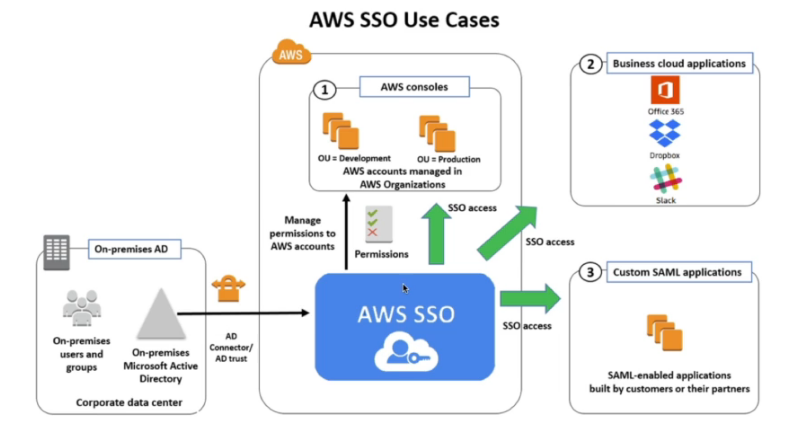 AWS SSO Use Cases
AWS
1
AWS consoles
OU = Development
OU = Production
AWS accounts managed in
AWS Organizations
2
Business cloud applications
Office 365
Dropbox
Slack
Manage
permissions to
AWS accounts
Permissions
SSO access
SSO access
SSO access
On-premises AD
On-premises
users and
groups
On-premises
Microsoft Active
Directory
Corporate data center
AD
Connector/
AD trust
AWS SSO
3
Custom SAML applications
SAML-enabled applications
built by customers or their partners